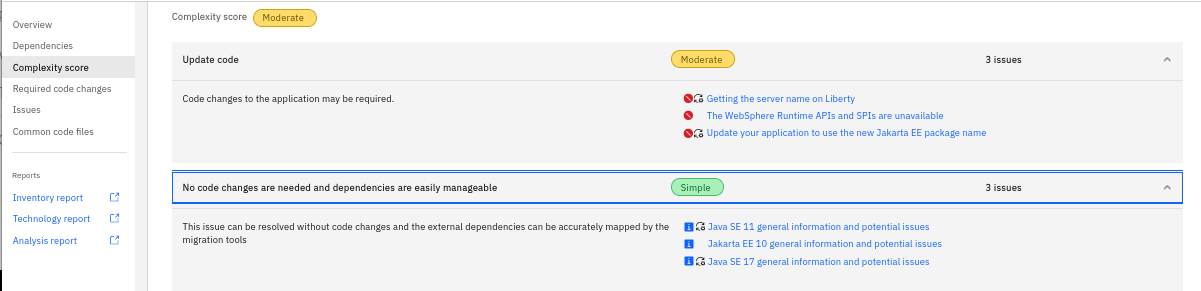 Overview
Dependencies
Complexity score
Required code changes
Issues
Common code files
Reports
Inventory report
Technology report
Analysis report
Complexity score Moderate
Update code Moderate 3 issues
Code changes to the application may be required.
Getting the server name on Liberty
The WebSphere Runtime APIs and SPIs are unavailable
Update your application to use the new Jakarta EE package name
No code changes are needed and dependencies are easily manageable Simple 3 issues
This issue can be resolved without code changes and the external dependencies can be accurately mapped by the
migration tools
Java SE 11 general information and potential issues
Jakarta EE 10 general information and potential issues
Java SE 17 general information and potential issues